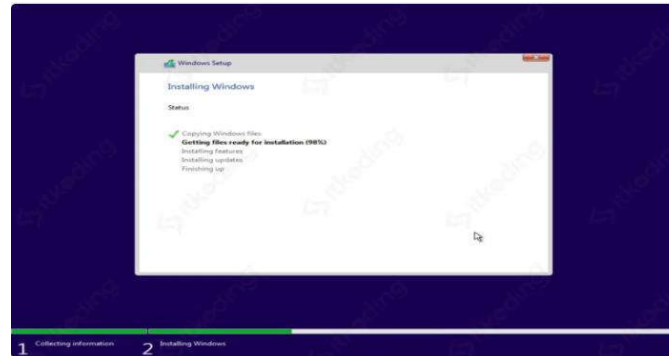 Windows Setup
Installing Windows
Status
Copying Windows files
Getting files ready for installation (98%)
Installing features
Installing updates
Finishing up
1 Collecting information
2 Installing Windows
itkoding